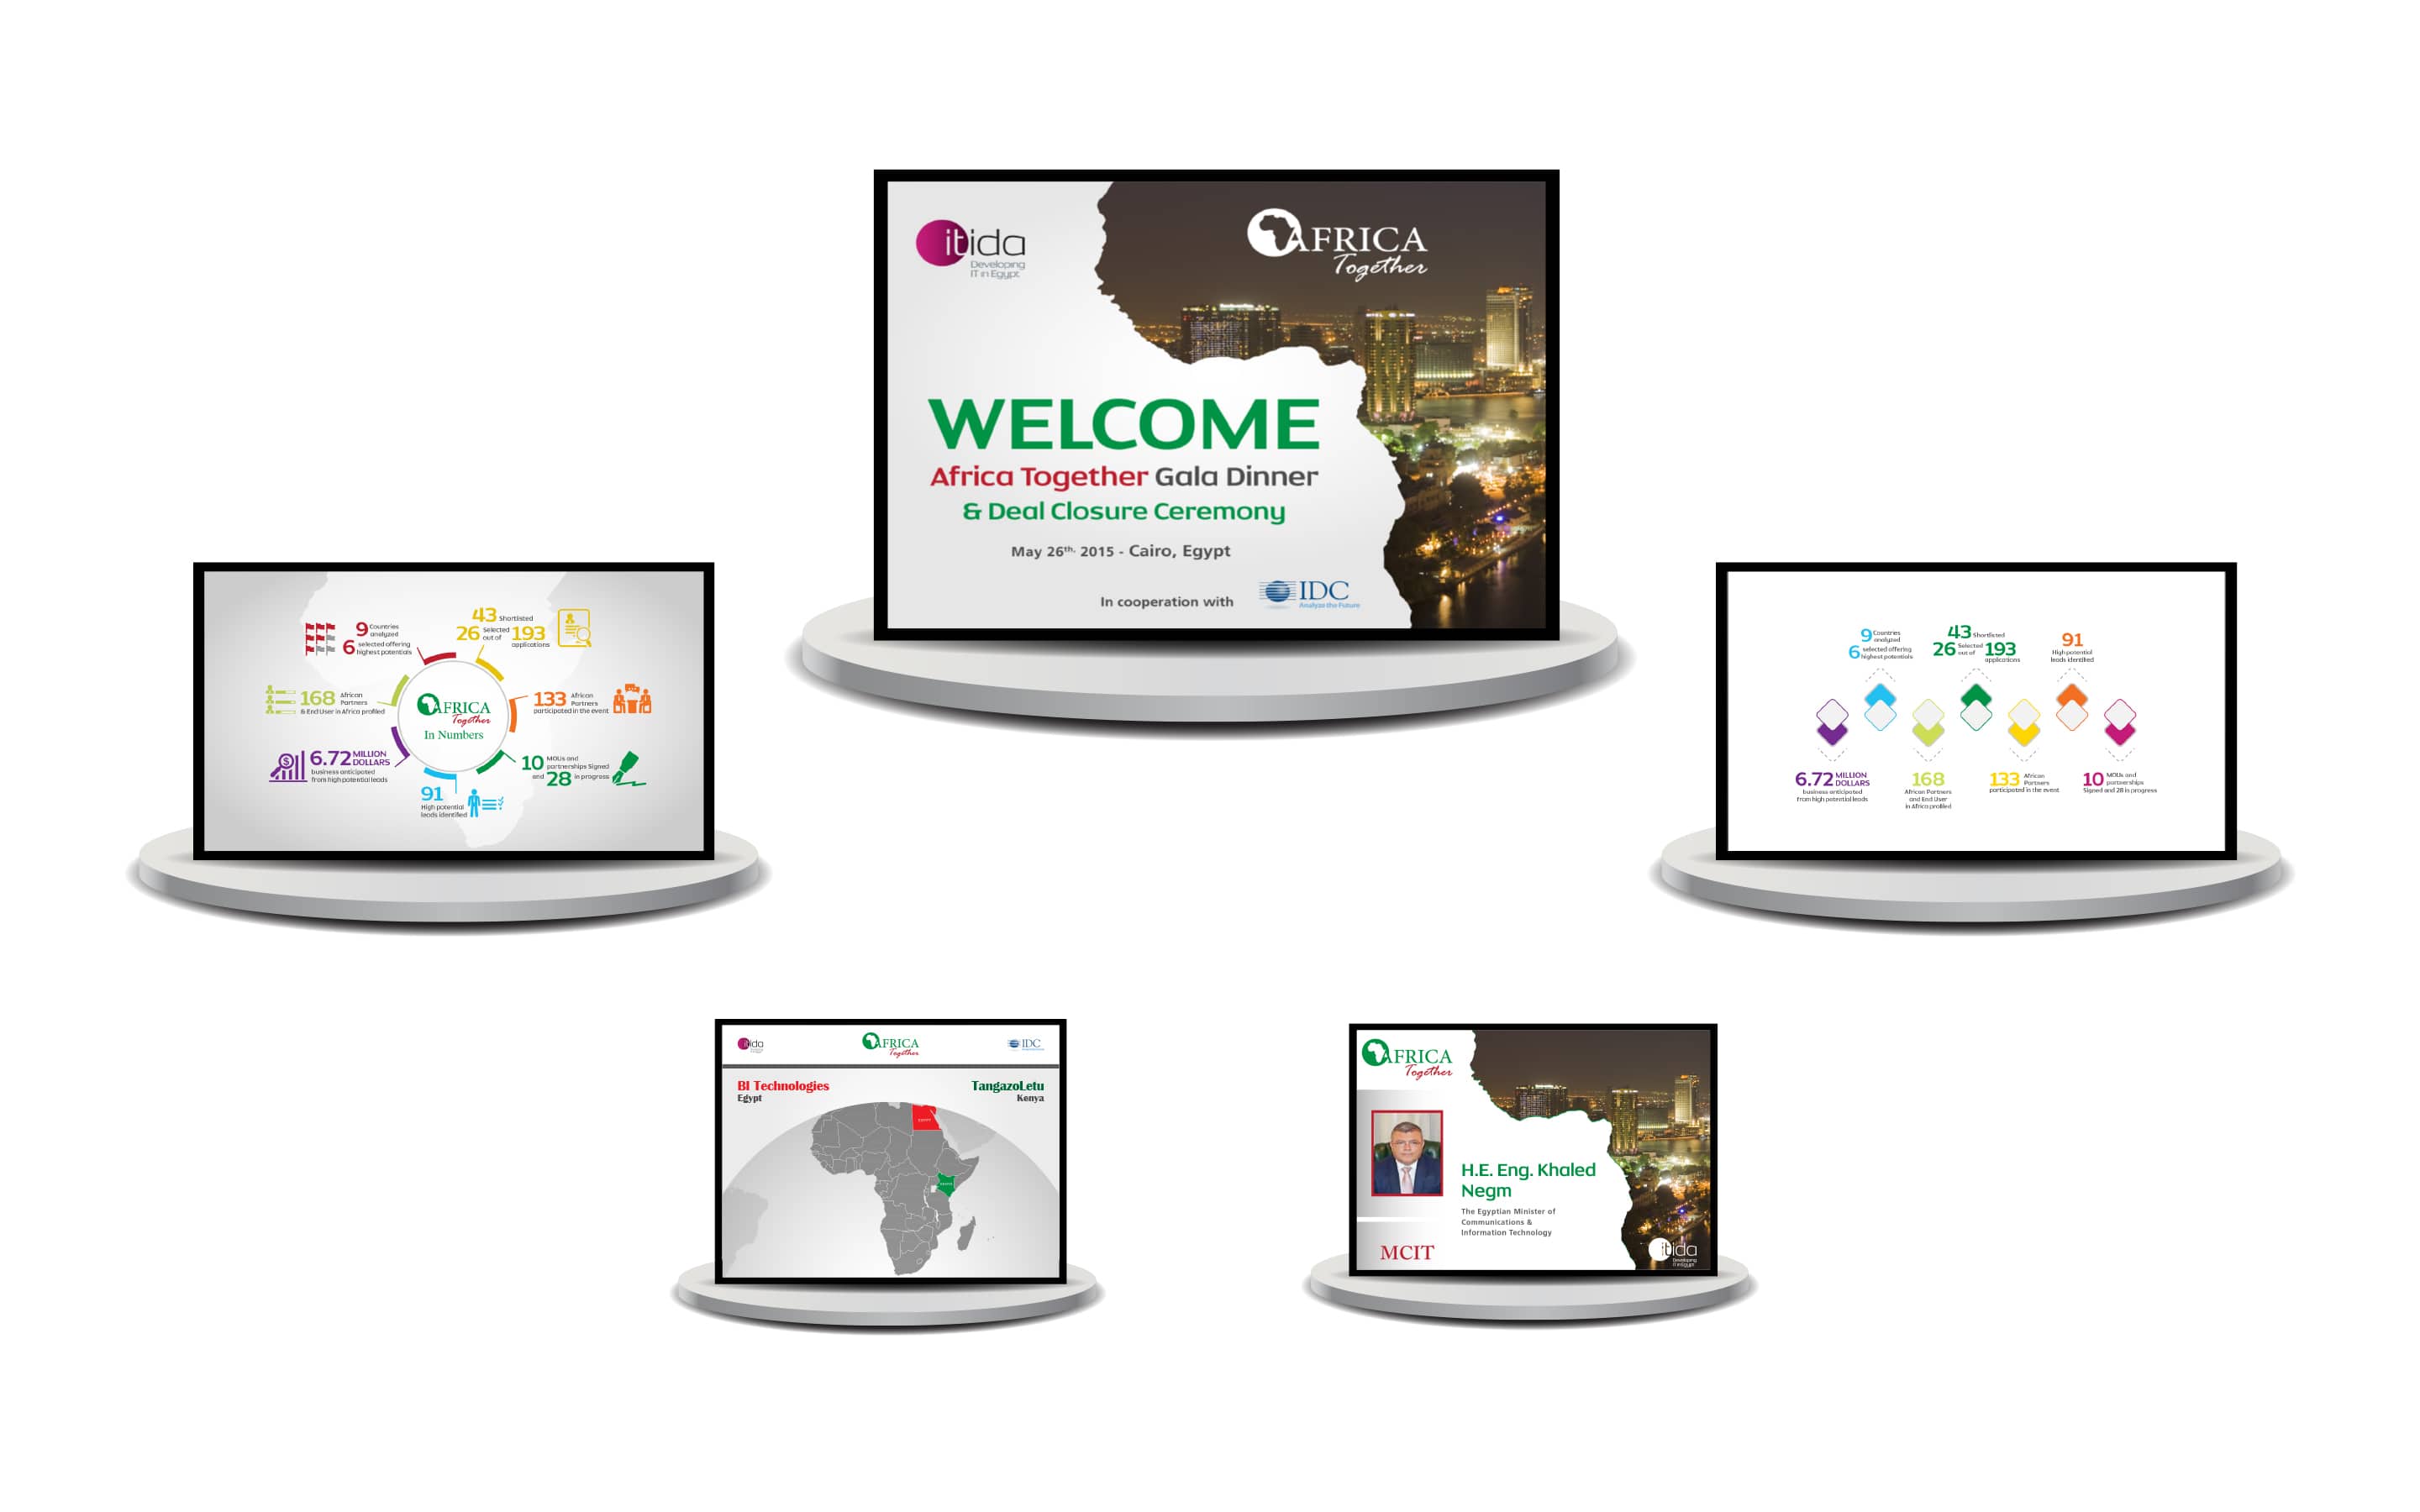 itida
Developing
IT in Egypt
AFRICA
Together
WELCOME
Africa Together Gala Dinner
& Deal Closure Ceremony
May 26th, 2015 - Cairo, Egypt
In cooperation with
IDC
Analyze the Future
9 Countries
analyzed
6 selected offering
highest potentials
43 Shortlisted
26 Selected
out of 193
applications
168 African
Partners
& End User in Africa profiled
AFRICA
Together
In Numbers
133 African
Partners
participated in the event
6.72 MILLION
DOLLARS
business anticipated
from high potential leads
10 MOUs and
partnerships Signed
and 28 in progress
91
High potential
leads identified
9 Countries
analyzed
6 selected offering
highest potentials
43 Shortlisted
26 Selected
out of 193
applications
91
High potential
leads identified
6.72 MILLION
DOLLARS
business anticipated
from high potential leads
168
African Partners
and End User
in Africa profiled
133 African
Partners
participated in the event
10 MOUs and
partnerships
Signed and 28 in progress
itida
AFRICA
Together
IDC
BI Technologies
Egypt
TangazoLetu
Kenya
AFRICA
Together
H.E. Eng. Khaled
Negm
The Egyptian Minister of
Communications &
Information Technology
MCIT
itida
Developing
IT in Egypt